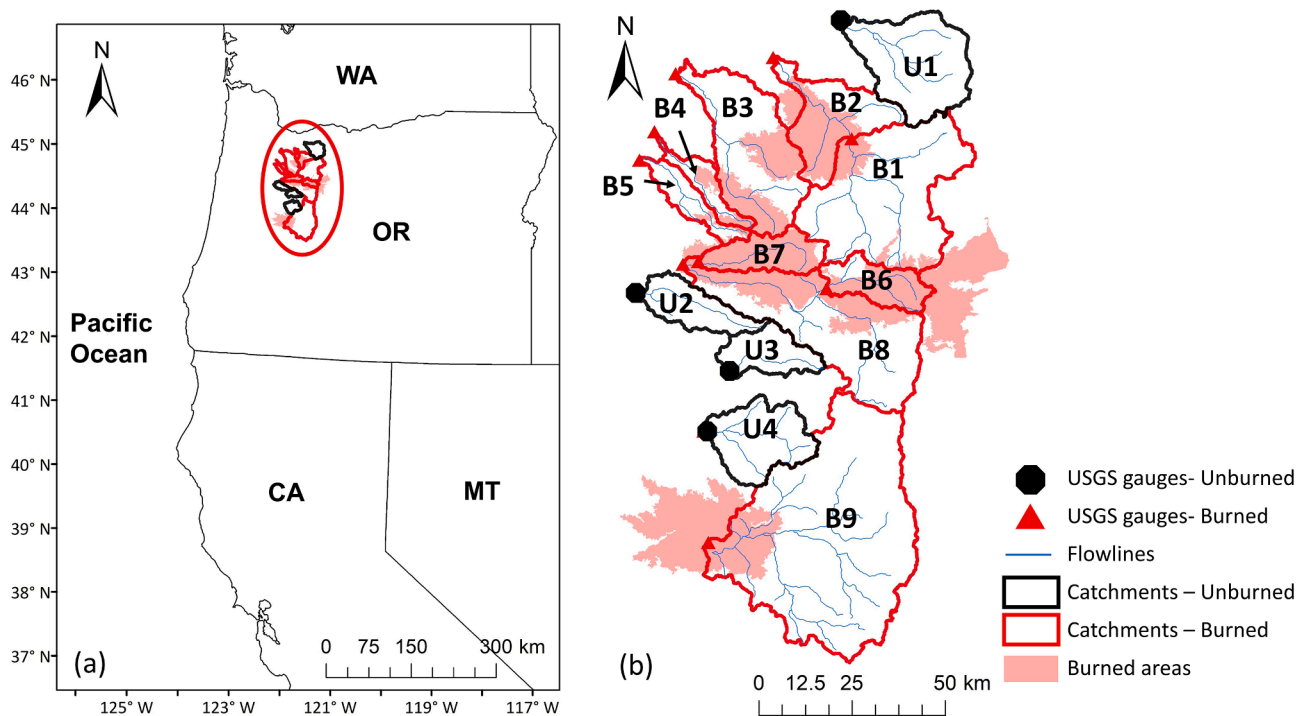 N
46° N
45° N
44° N
43° N
42° N
41° N
40° N
39° N
38° N
37° N
WA
OR
Pacific
Ocean
CA
MT
0 75 150 300 km
(a)
125° W 123° W 121° W 119° W 117° W
N
U1
B2
B3
B4
B1
B5
B7
B6
U2
U3
B8
U4
B9
(b)
0 12.5 25 50 km
USGS gauges- Unburned
USGS gauges- Burned
Flowlines
Catchments – Unburned
Catchments – Burned
Burned areas